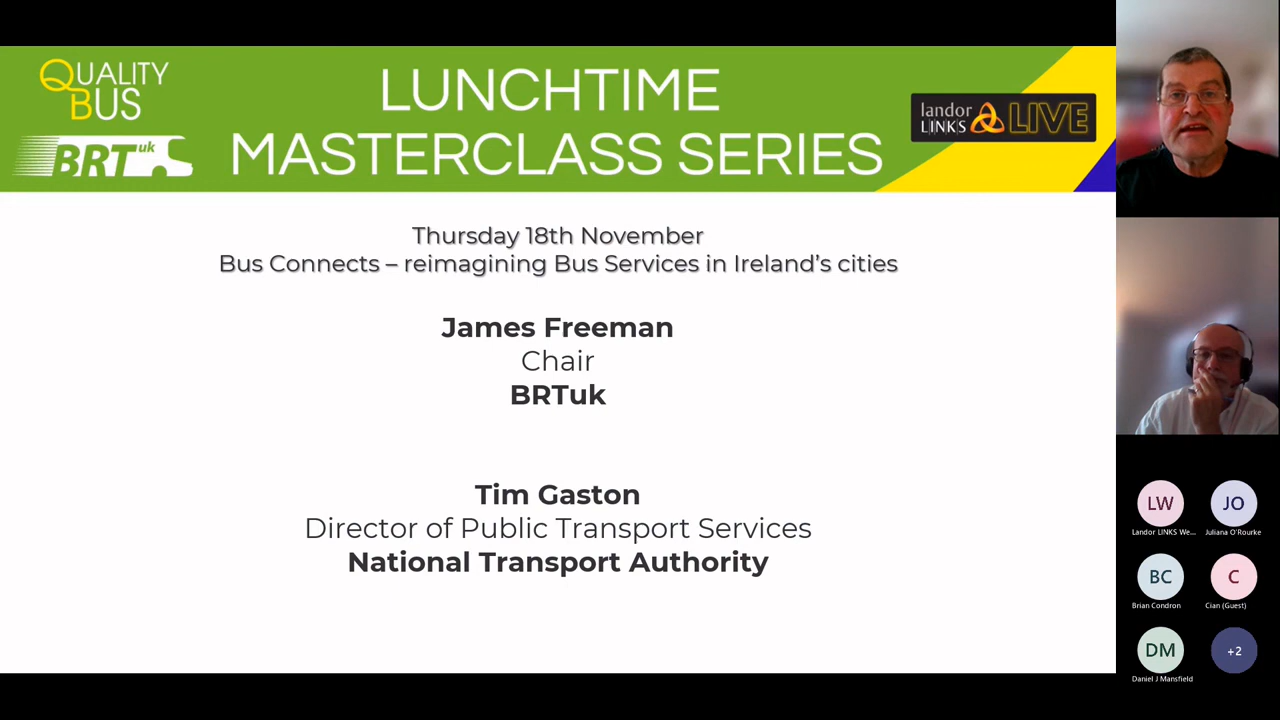 QUALITY
BUS
BRTuk
LUNCHTIME
MASTERCLASS SERIES
landor
LINKS
LIVE
Thursday 18th November
Bus Connects – reimagining Bus Services in Ireland's cities
James Freeman
Chair
BRTuk
Tim Gaston
Director of Public Transport Services
National Transport Authority
LW
JO
Landor LINKS We...
Juliana O'Rourke
BC
C
Brian Condron
Cian (Guest)
DM
+2
Daniel J Mansfield